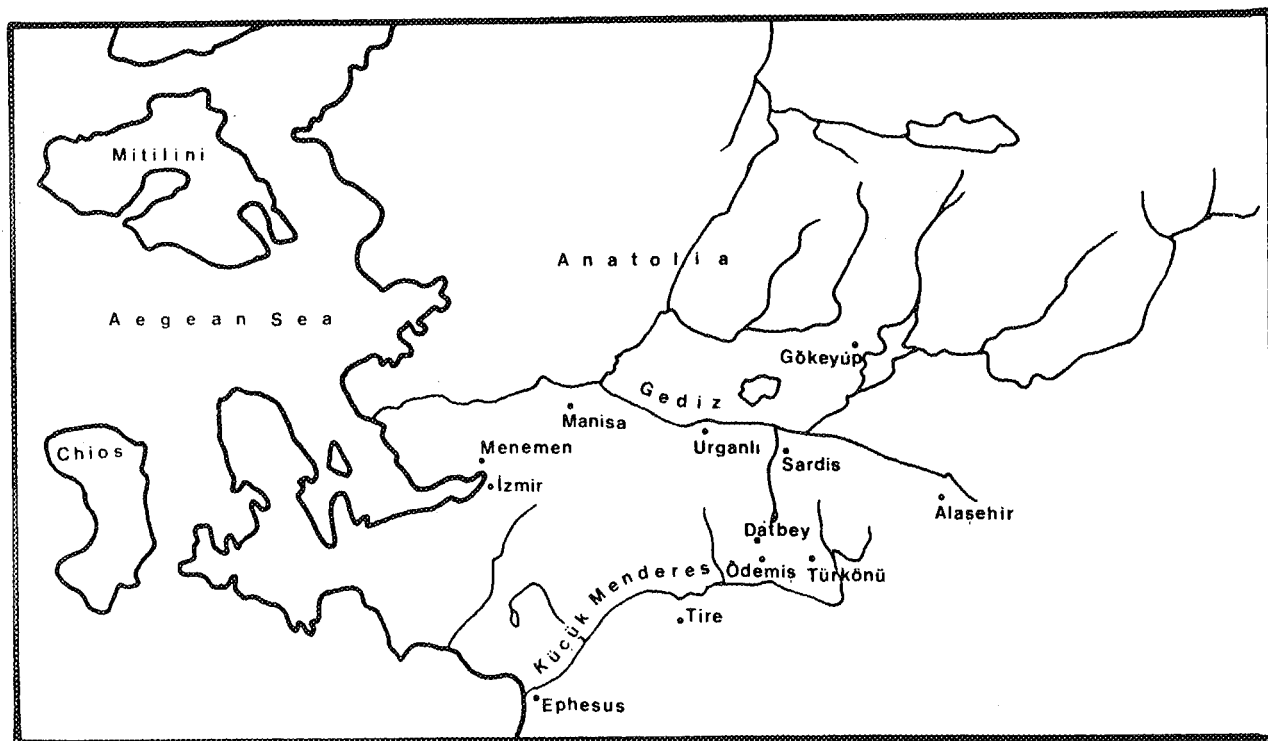 Mitilini
Anatolia
Aegean Sea
Gökeyüp
Gediz
Manisa
Chios
Urganlı
Menemen
Sardis
İzmir
Alaşehir
Datbey
Ödemiş
Türkönü
Küçük Menderes
Tire
Ephesus